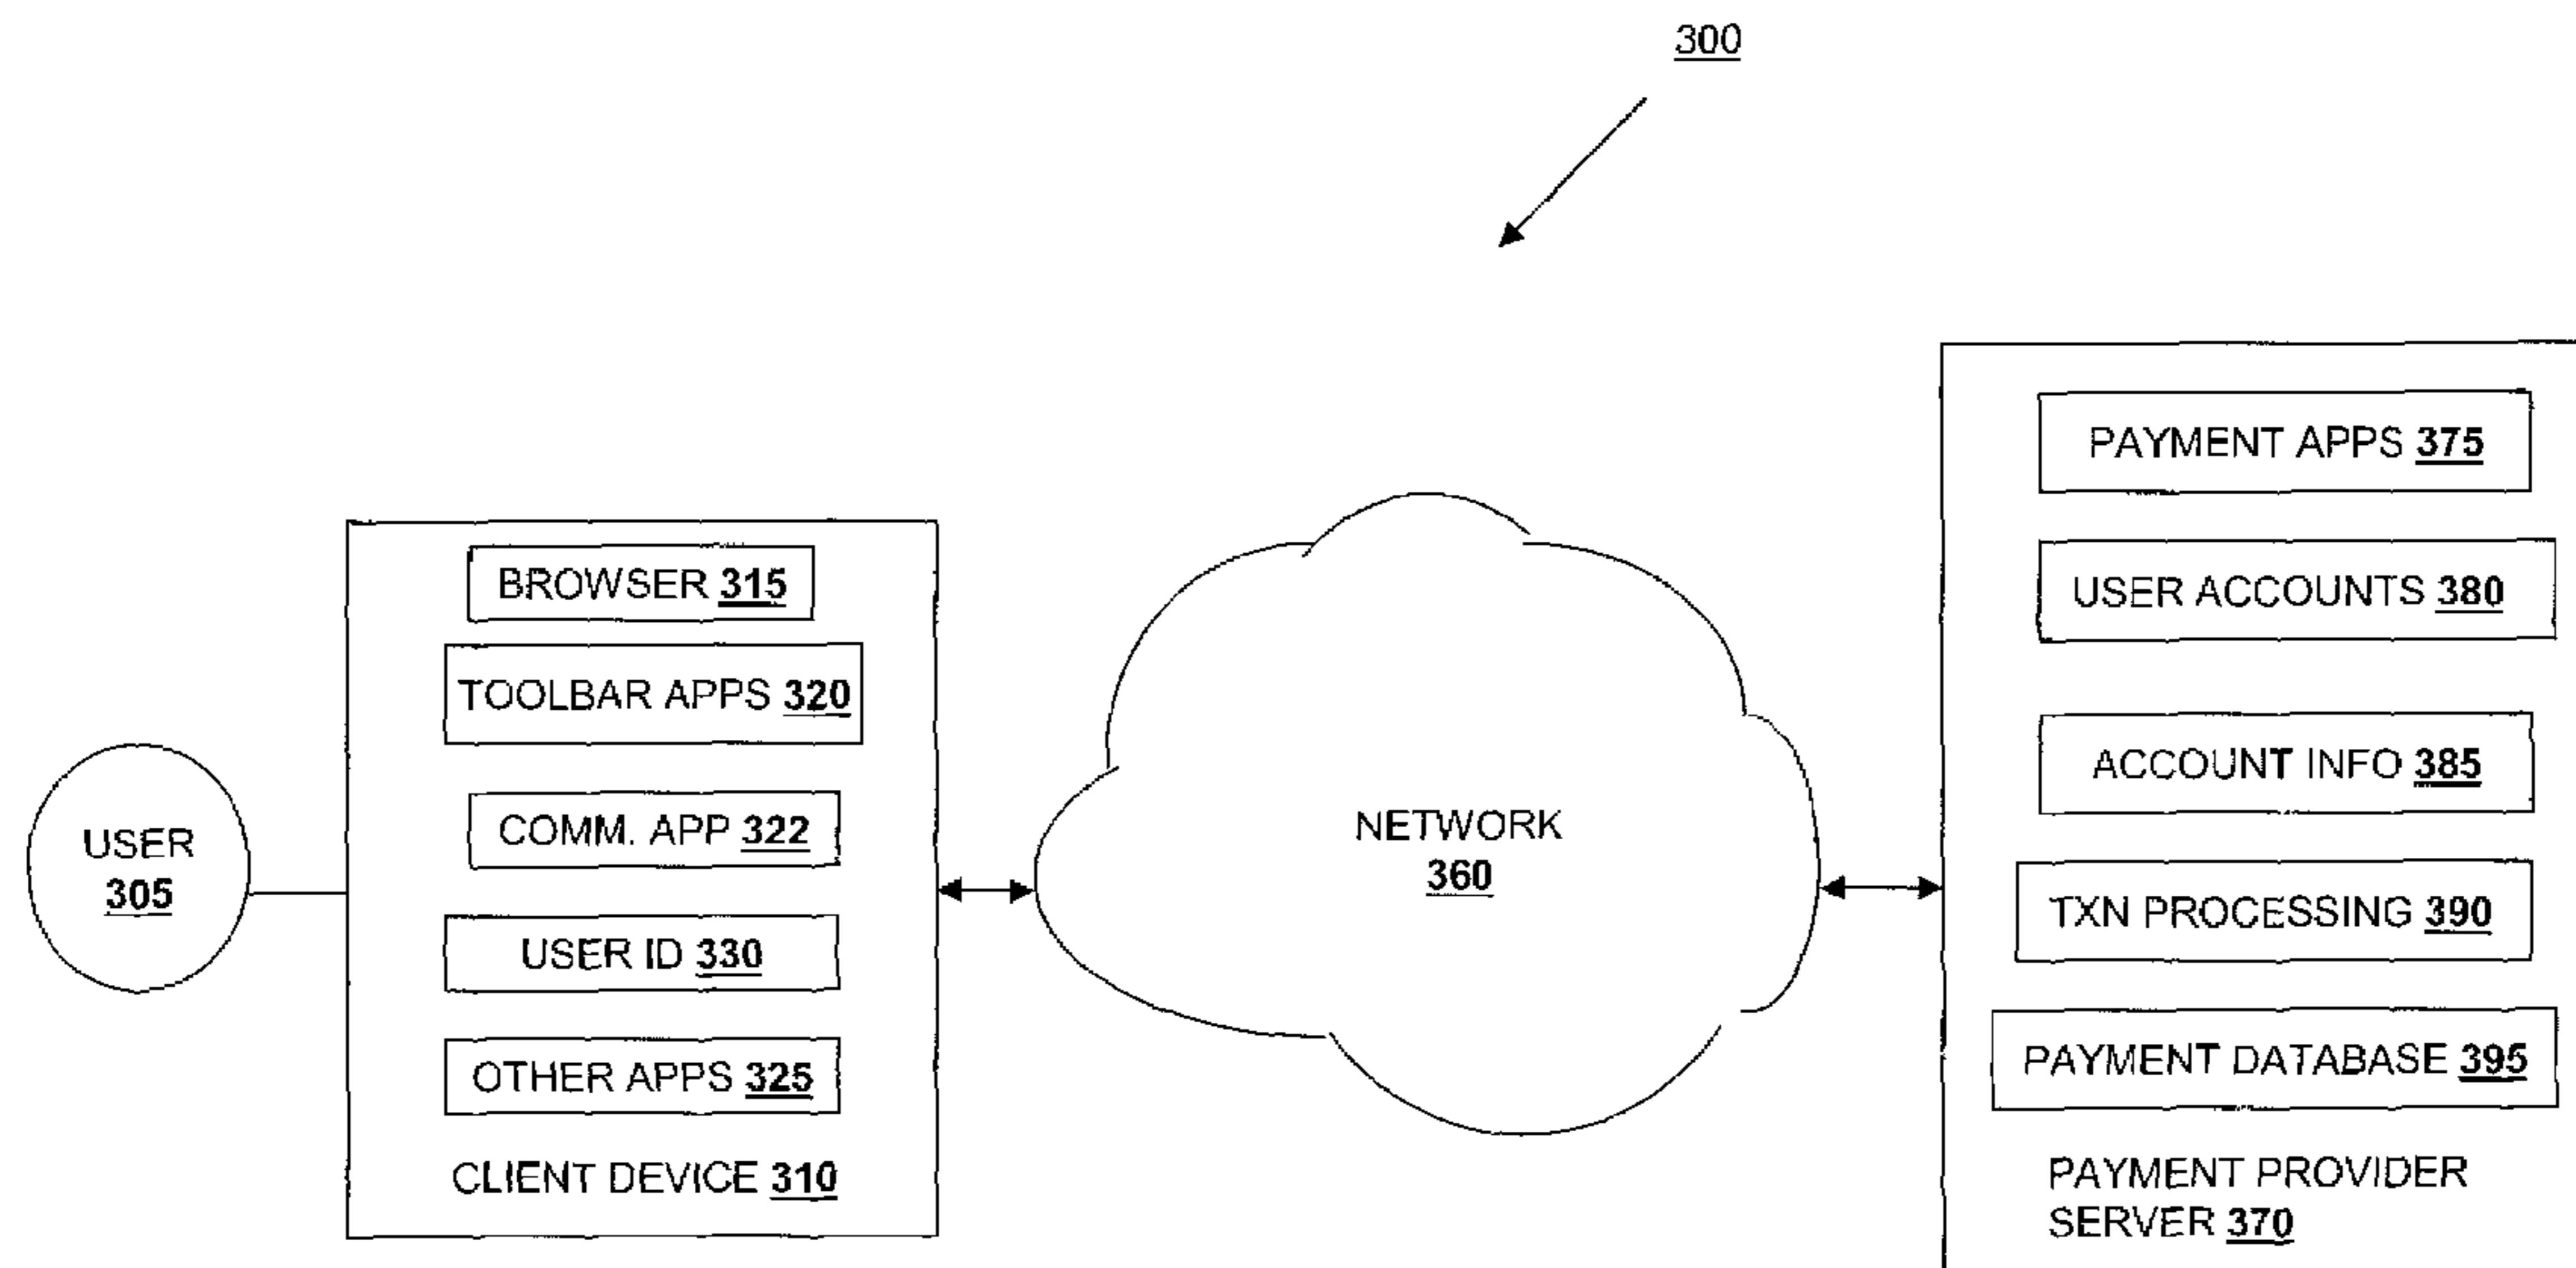 300
USER
305
BROWSER 315
TOOLBAR APPS 320
COMM. APP 322
USER ID 330
OTHER APPS 325
CLIENT DEVICE 310
NETWORK
360
PAYMENT APPS 375
USER ACCOUNTS 380
ACCOUNT INFO 385
TXN PROCESSING 390
PAYMENT DATABASE 395
PAYMENT PROVIDER
SERVER 370